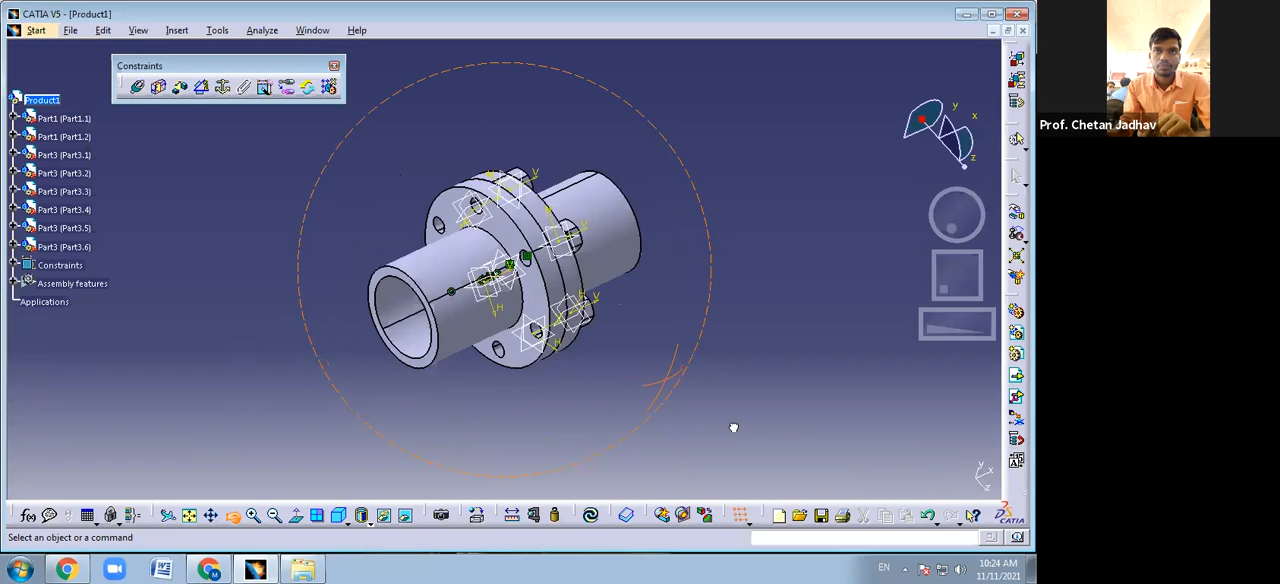 CATIA V5 - [Product1]
Start File Edit View Insert Tools Analyze Window Help
Constraints
Product1
Part1 (Part1.1)
Part1 (Part1.2)
Part3 (Part3.1)
Part3 (Part3.2)
Part3 (Part3.3)
Part3 (Part3.4)
Part3 (Part3.5)
Part3 (Part3.6)
Constraints
Assembly features
Applications
y
x
z
V
V
V
H
H
H
y
x
z
Prof. Chetan Jadhav
f(x)
CATIA
Select an object or a command
EN
10:24 AM
11/11/2021